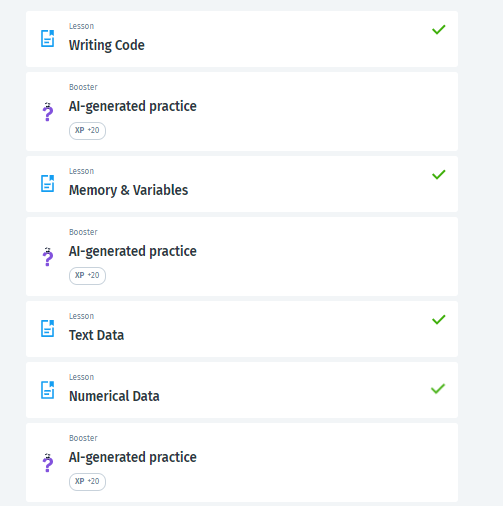 Lesson
Writing Code
Booster
AI-generated practice
XP +20
Lesson
Memory & Variables
Booster
AI-generated practice
XP +20
Lesson
Text Data
Lesson
Numerical Data
Booster
AI-generated practice
XP +20